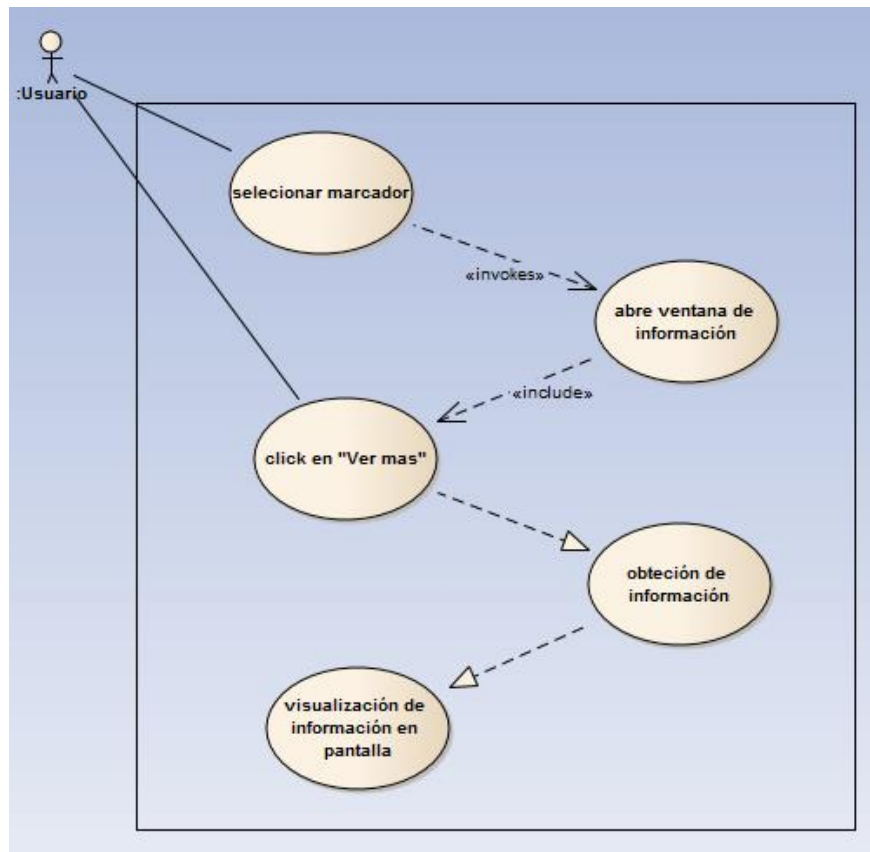 :Usuario
selecionar marcador
«invokes»
abre ventana de
información
«include»
click en "Ver mas"
obteción de
información
visualización de
información en
pantalla